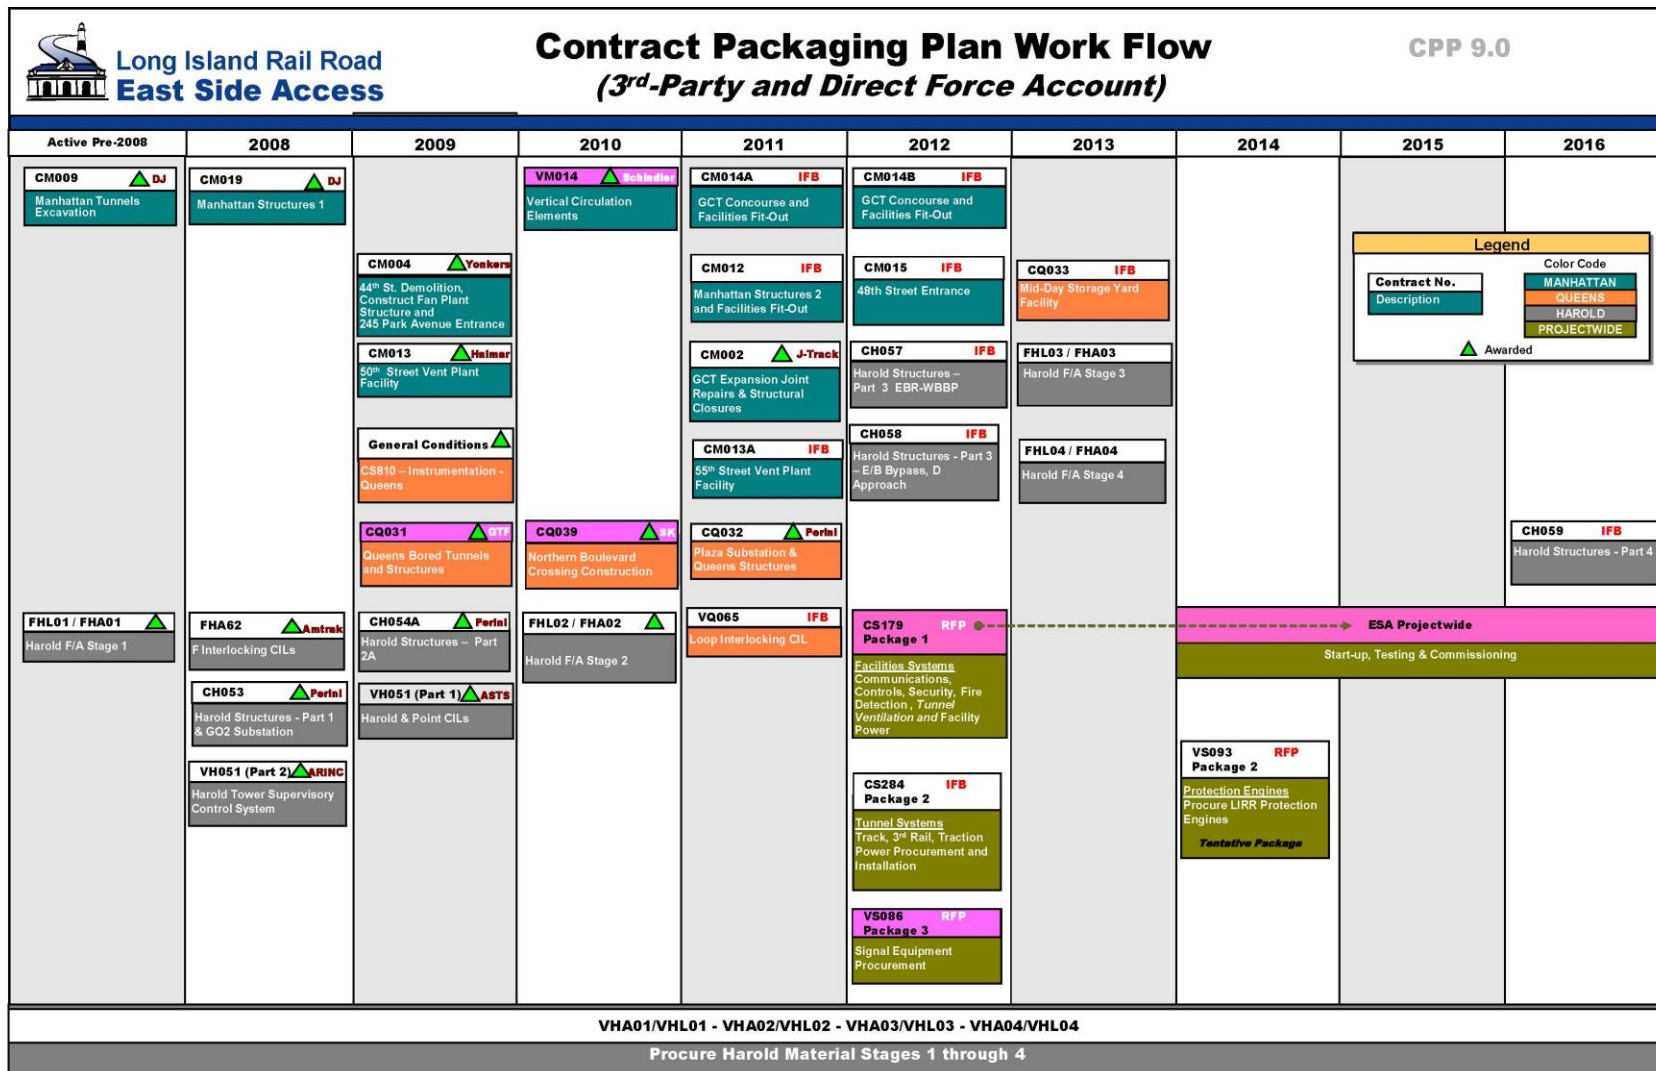 Long Island Rail Road
East Side Access
Contract Packaging Plan Work Flow
(3rd-Party and Direct Force Account)
CPP 9.0
Active Pre-2008
2008
2009
2010
2011
2012
2013
2014
2015
2016
CM009 DJ
Manhattan Tunnels
Excavation
FHL01 / FHA01
Harold F/A Stage 1
CM019 DJ
Manhattan Structures 1
FHA62 Amtrak
F Interlocking CILs
CH053 Perini
Harold Structures - Part 1
& GO2 Substation
VH051 (Part 2) ARINC
Harold Tower Supervisory
Control System
CM004 Yonkers
44th St. Demolition,
Construct Fan Plant
Structure and
245 Park Avenue Entrance
CM013 Halmar
50th Street Vent Plant
Facility
General Conditions
CS810 – Instrumentation -
Queens
CQ031 GTF
Queens Bored Tunnels
and Structures
CH054A Perini
Harold Structures – Part
2A
VH051 (Part 1) ASTS
Harold & Point CILs
VM014 Schindler
Vertical Circulation
Elements
CQ039 SK
Northern Boulevard
Crossing Construction
FHL02 / FHA02
Harold F/A Stage 2
CM014A IFB
GCT Concourse and
Facilities Fit-Out
CM012 IFB
Manhattan Structures 2
and Facilities Fit-Out
CM002 J-Track
GCT Expansion Joint
Repairs & Structural
Closures
CM013A IFB
55th Street Vent Plant
Facility
CQ032 Perini
Plaza Substation &
Queens Structures
VQ065 IFB
Loop Interlocking CIL
CM014B IFB
GCT Concourse and
Facilities Fit-Out
CM015 IFB
48th Street Entrance
CH057 IFB
Harold Structures –
Part 3 EBR-WBBP
CH058 IFB
Harold Structures - Part 3
– E/B Bypass, D
Approach
CS179 RFP
Package 1
Facilities Systems
Communications,
Controls, Security, Fire
Detection , Tunnel
Ventilation and Facility
Power
CS284 IFB
Package 2
Tunnel Systems
Track, 3rd Rail, Traction
Power Procurement and
Installation
VS086 RFP
Package 3
Signal Equipment
Procurement
CQ033 IFB
Mid-Day Storage Yard
Facility
FHL03 / FHA03
Harold F/A Stage 3
FHL04 / FHA04
Harold F/A Stage 4
ESA Projectwide
Start-up, Testing & Commissioning
VS093 RFP
Package 2
Protection Engines
Procure LIRR Protection
Engines
Tentative Package
Legend
Contract No.
Description
Color Code
MANHATTAN
QUEENS
HAROLD
PROJECTWIDE
Awarded
CH059 IFB
Harold Structures - Part 4
VHA01/VHL01 - VHA02/VHL02 - VHA03/VHL03 - VHA04/VHL04
Procure Harold Material Stages 1 through 4